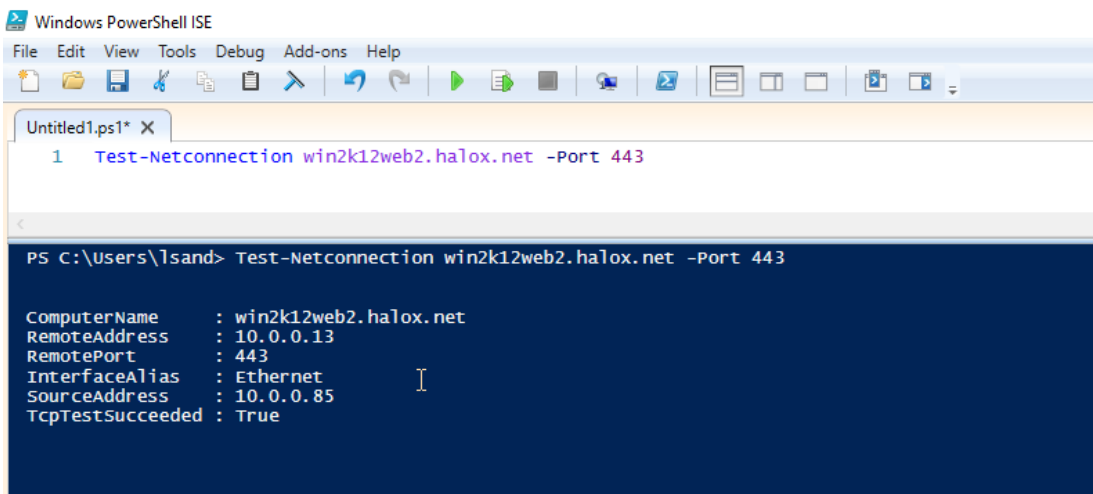 Windows PowerShell ISE
File Edit View Tools Debug Add-ons Help
Untitled1.ps1* X
1 Test-Netconnection win2k12web2.halox.net -Port 443
PS C:\Users\lsand> Test-Netconnection win2k12web2.halox.net -Port 443
ComputerName : win2k12web2.halox.net
RemoteAddress : 10.0.0.13
RemotePort : 443
InterfaceAlias : Ethernet
SourceAddress : 10.0.0.85
TcpTestSucceeded : True